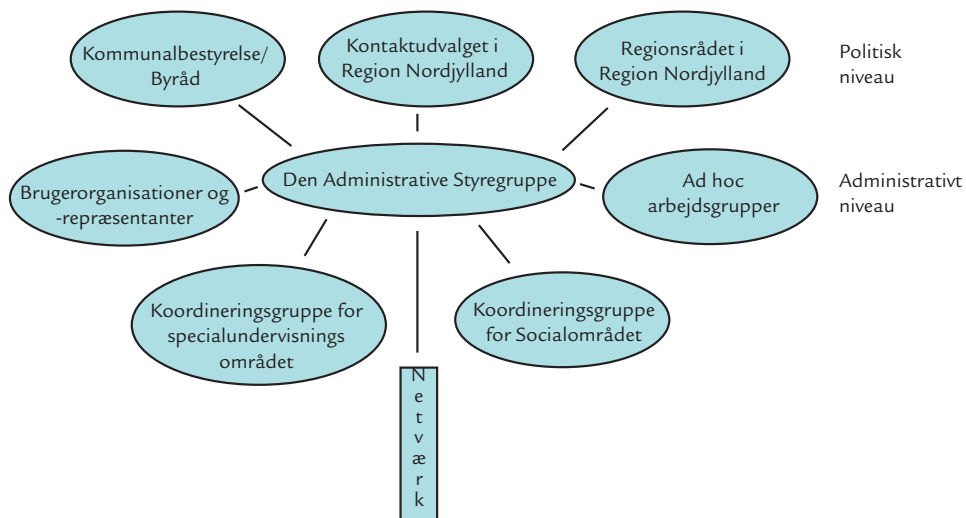 Kommunalbestyrelse/
Byråd
Kontaktudvalget i
Region Nordjylland
Regionsrådet i
Region Nordjylland
Politisk
niveau
Brugerorganisationer og
-repræsentanter
Den Administrative Styregruppe
Ad hoc
arbejdsgrupper
Administrativt
niveau
Koordineringsgruppe for
specialundervisnings
området
Koordineringsgruppe
for Socialområdet
Netværk